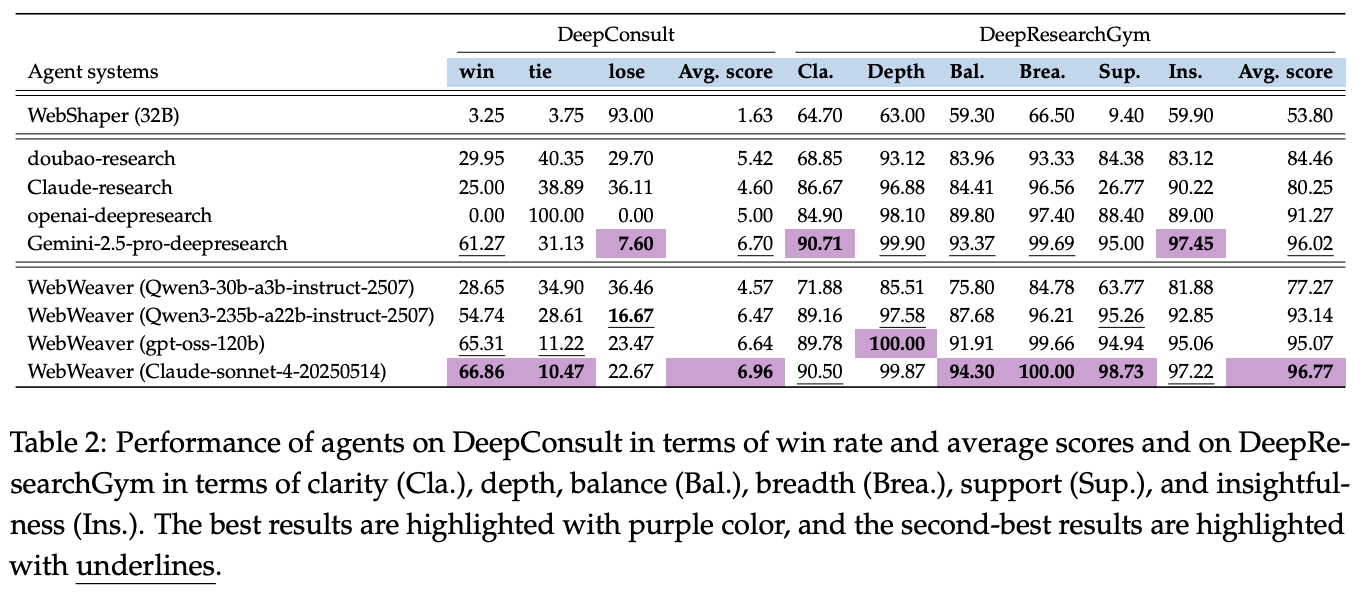 DeepConsult DeepResearchGym
Agent systems win tie lose Avg. score Cla. Depth Bal. Brea. Sup. Ins. Avg. score
WebShaper (32B) 3.25 3.75 93.00 1.63 64.70 63.00 59.30 66.50 9.40 59.90 53.80
doubao-research 29.95 40.35 29.70 5.42 68.85 93.12 83.96 93.33 84.38 83.12 84.46
Claude-research 25.00 38.89 36.11 4.60 86.67 96.88 84.41 96.56 26.77 90.22 80.25
openai-deepresearch 0.00 100.00 0.00 5.00 84.90 98.10 89.80 97.40 88.40 89.00 91.27
Gemini-2.5-pro-deepresearch 61.27 31.13 7.60 6.70 90.71 99.90 93.37 99.69 95.00 97.45 96.02
WebWeaver (Qwen3-30b-a3b-instruct-2507) 28.65 34.90 36.46 4.57 71.88 85.51 75.80 84.78 63.77 81.88 77.27
WebWeaver (Qwen3-235b-a22b-instruct-2507) 54.74 28.61 16.67 6.47 89.16 97.58 87.68 96.21 95.26 92.85 93.14
WebWeaver (gpt-oss-120b) 65.31 11.22 23.47 6.64 89.78 100.00 91.91 99.66 94.94 95.06 95.07
WebWeaver (Claude-sonnet-4-20250514) 66.86 10.47 22.67 6.96 90.50 99.87 94.30 100.00 98.73 97.22 96.77
Table 2: Performance of agents on DeepConsult in terms of win rate and average scores and on DeepRe-
searchGym in terms of clarity (Cla.), depth, balance (Bal.), breadth (Brea.), support (Sup.), and insightful-
ness (Ins.). The best results are highlighted with purple color, and the second-best results are highlighted
with underlines.